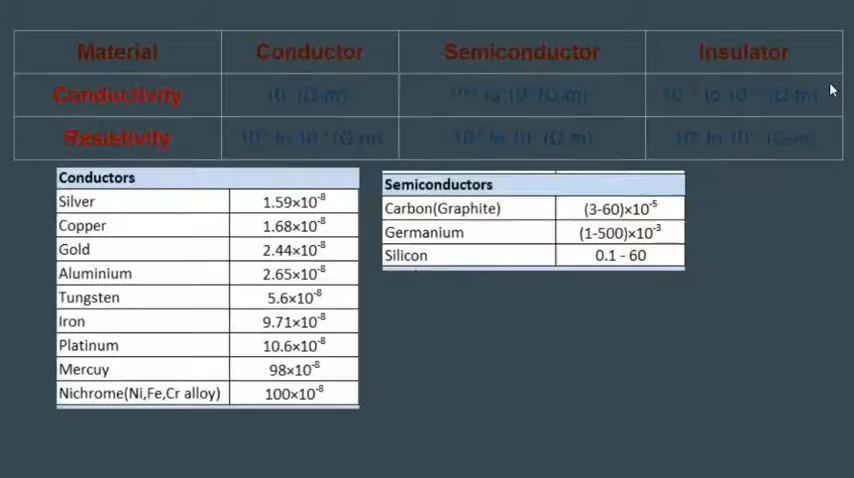 Material Conductor Semiconductor Insulator
Conductivity
Resistivity
Conductors
Silver 1.59×10⁻⁸
Copper 1.68×10⁻⁸
Gold 2.44×10⁻⁸
Aluminium 2.65×10⁻⁸
Tungsten 5.6×10⁻⁸
Iron 9.71×10⁻⁸
Platinum 10.6×10⁻⁸
Mercuy 98×10⁻⁸
Nichrome(Ni,Fe,Cr alloy) 100×10⁻⁸
Semiconductors
Carbon(Graphite) (3-60)×10⁻⁵
Germanium (1-500)×10⁻³
Silicon 0.1 - 60